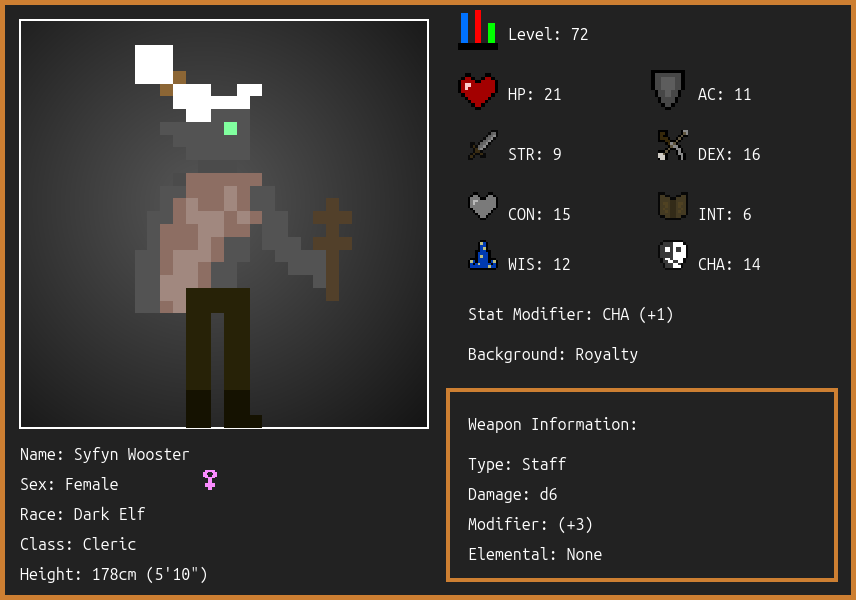 Level: 72
HP: 21 AC: 11
STR: 9 DEX: 16
CON: 15 INT: 6
WIS: 12 CHA: 14
Stat Modifier: CHA (+1)
Background: Royalty
Weapon Information:
Type: Staff
Damage: d6
Modifier: (+3)
Elemental: None
Name: Syfyn Wooster
Sex: Female
Race: Dark Elf
Class: Cleric
Height: 178cm (5'10")